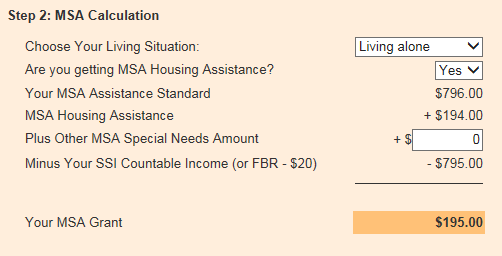 Step 2: MSA Calculation
Choose Your Living Situation: Living alone
Are you getting MSA Housing Assistance? Yes
Your MSA Assistance Standard $796.00
MSA Housing Assistance + $194.00
Plus Other MSA Special Needs Amount + $ 0
Minus Your SSI Countable Income (or FBR - $20) - $795.00
Your MSA Grant $195.00